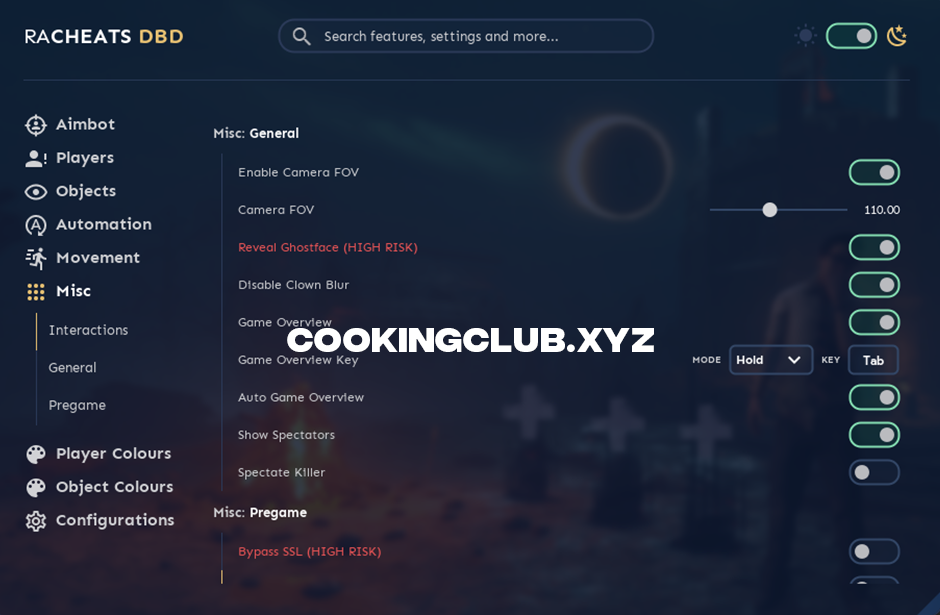 RACHEATS DBD
Search features, settings and more...
Aimbot
Players
Objects
Automation
Movement
Misc
Interactions
General
Pregame
Player Colours
Object Colours
Configurations
Misc: General
Enable Camera FOV
Camera FOV 110.00
Reveal Ghostface (HIGH RISK)
Disable Clown Blur
Game Overview
COOKINGCLUB.XYZ
Game Overview Key MODE Hold KEY Tab
Auto Game Overview
Show Spectators
Spectate Killer
Misc: Pregame
Bypass SSL (HIGH RISK)